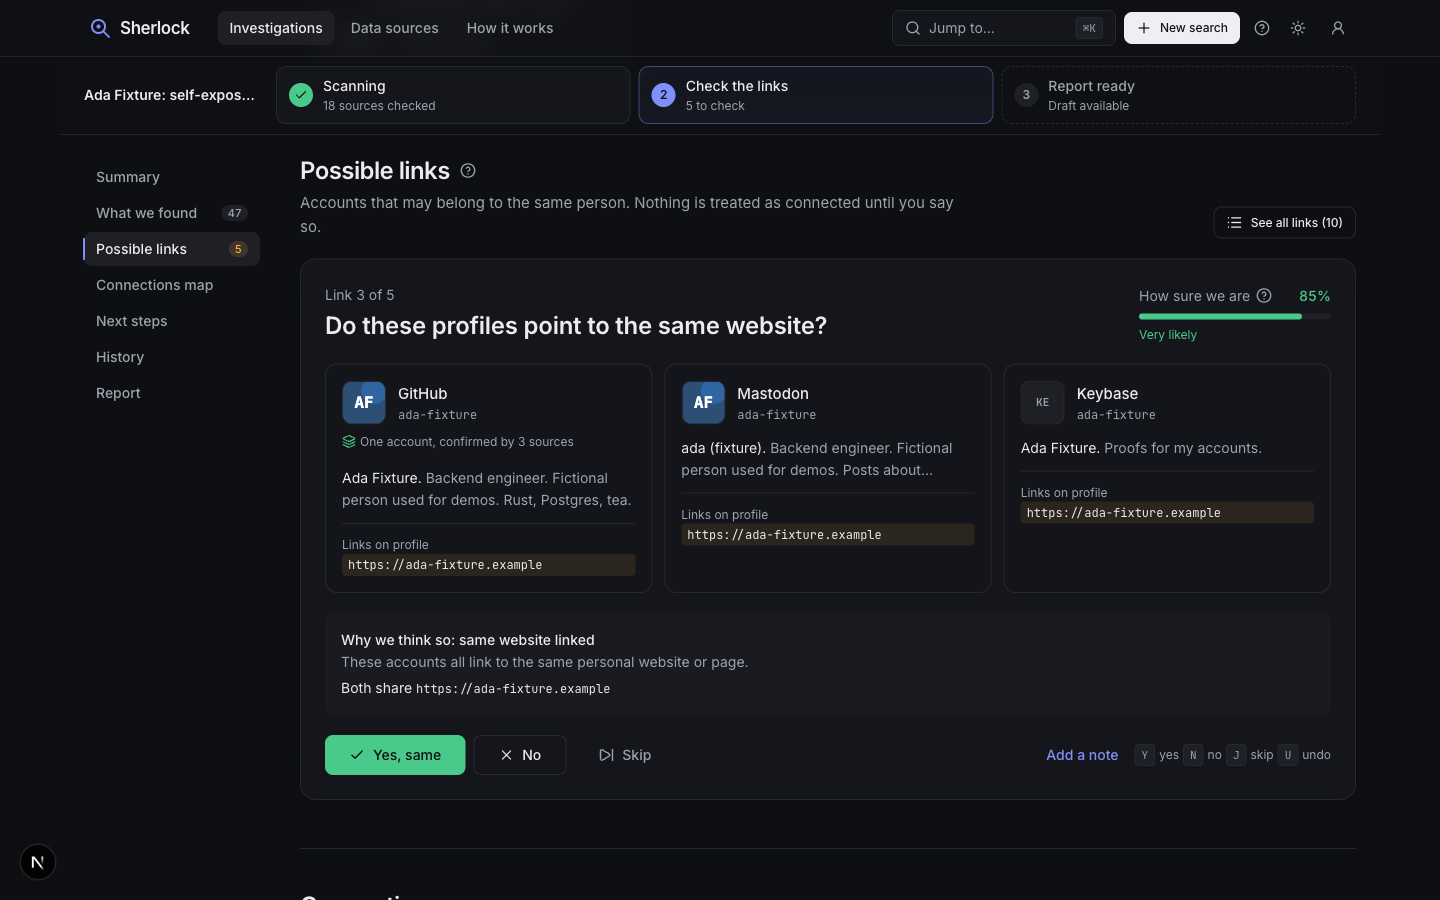 Sherlock
Investigations
Data sources
How it works
Jump to...
⌘K
New search
Ada Fixture: self-expos...
Scanning
18 sources checked
2
Check the links
5 to check
3
Report ready
Draft available
Summary
What we found 47
Possible links 5
Connections map
Next steps
History
Report
Possible links
Accounts that may belong to the same person. Nothing is treated as connected until you say
so.
See all links (10)
Link 3 of 5
Do these profiles point to the same website?
How sure we are 85%
Very likely
AF
GitHub
ada-fixture
One account, confirmed by 3 sources
Ada Fixture. Backend engineer. Fictional
person used for demos. Rust, Postgres, tea.
Links on profile
https://ada-fixture.example
AF
Mastodon
ada-fixture
ada (fixture). Backend engineer. Fictional
person used for demos. Posts about...
Links on profile
https://ada-fixture.example
KE
Keybase
ada-fixture
Ada Fixture. Proofs for my accounts.
Links on profile
https://ada-fixture.example
Why we think so: same website linked
These accounts all link to the same personal website or page.
Both share https://ada-fixture.example
Yes, same
No
Skip
Add a note
Y yes N no J skip U undo
N